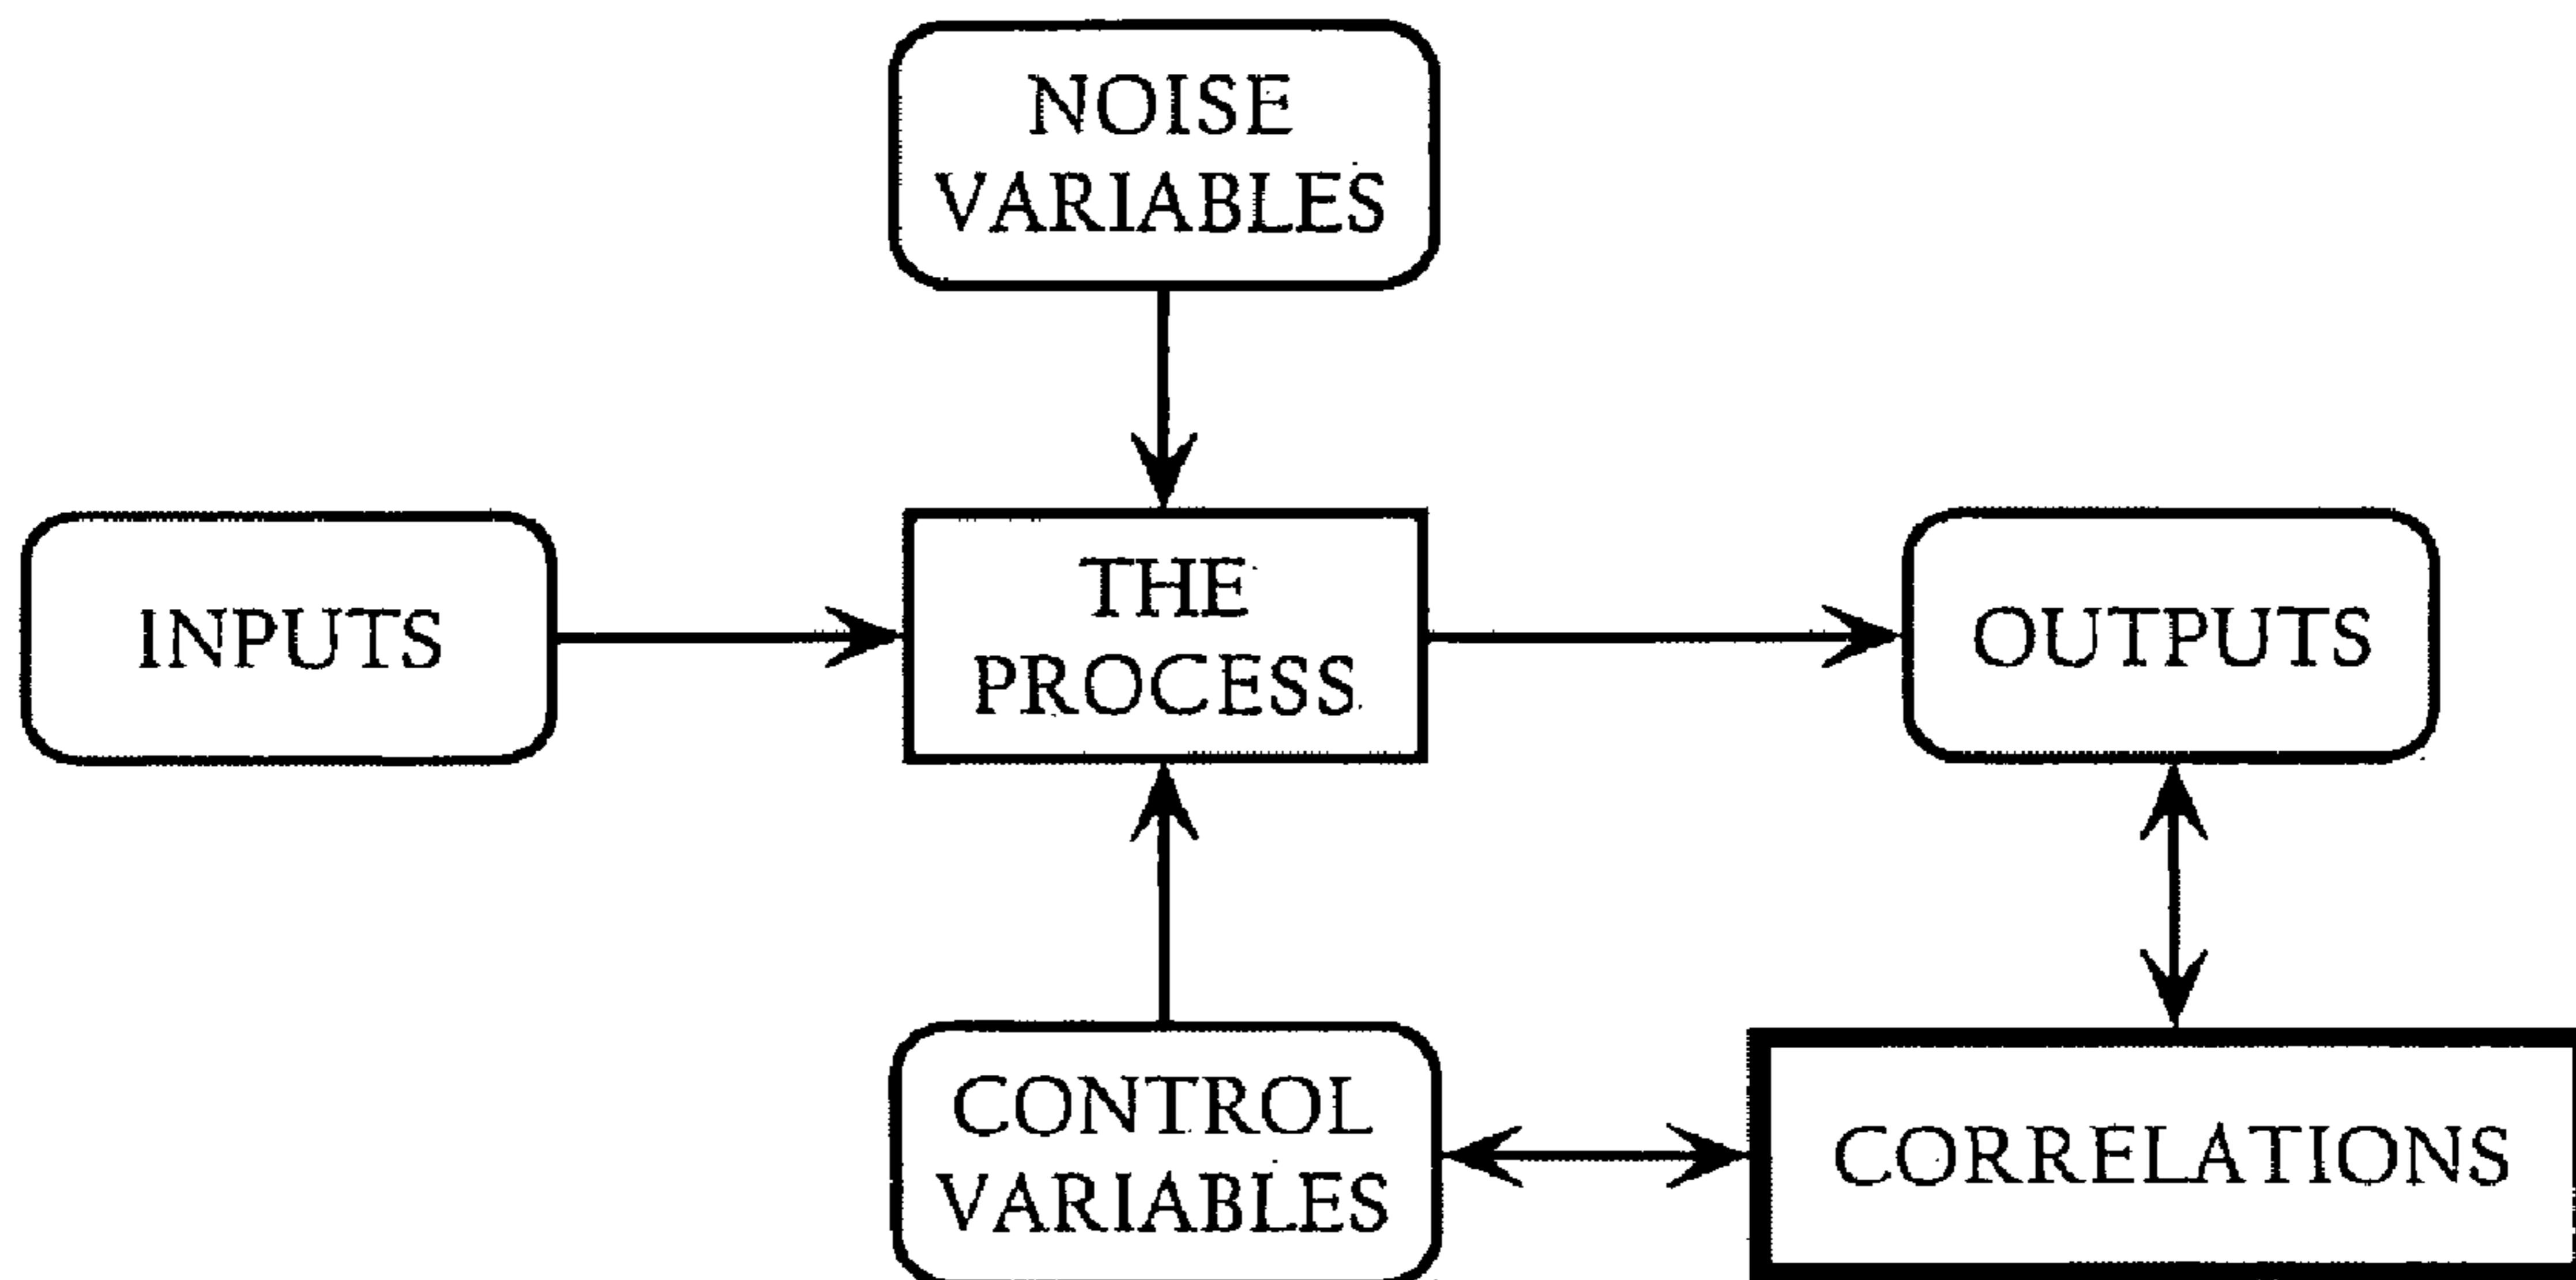 NOISE
VARIABLES
INPUTS
THE
PROCESS
OUTPUTS
CONTROL
VARIABLES
CORRELATIONS